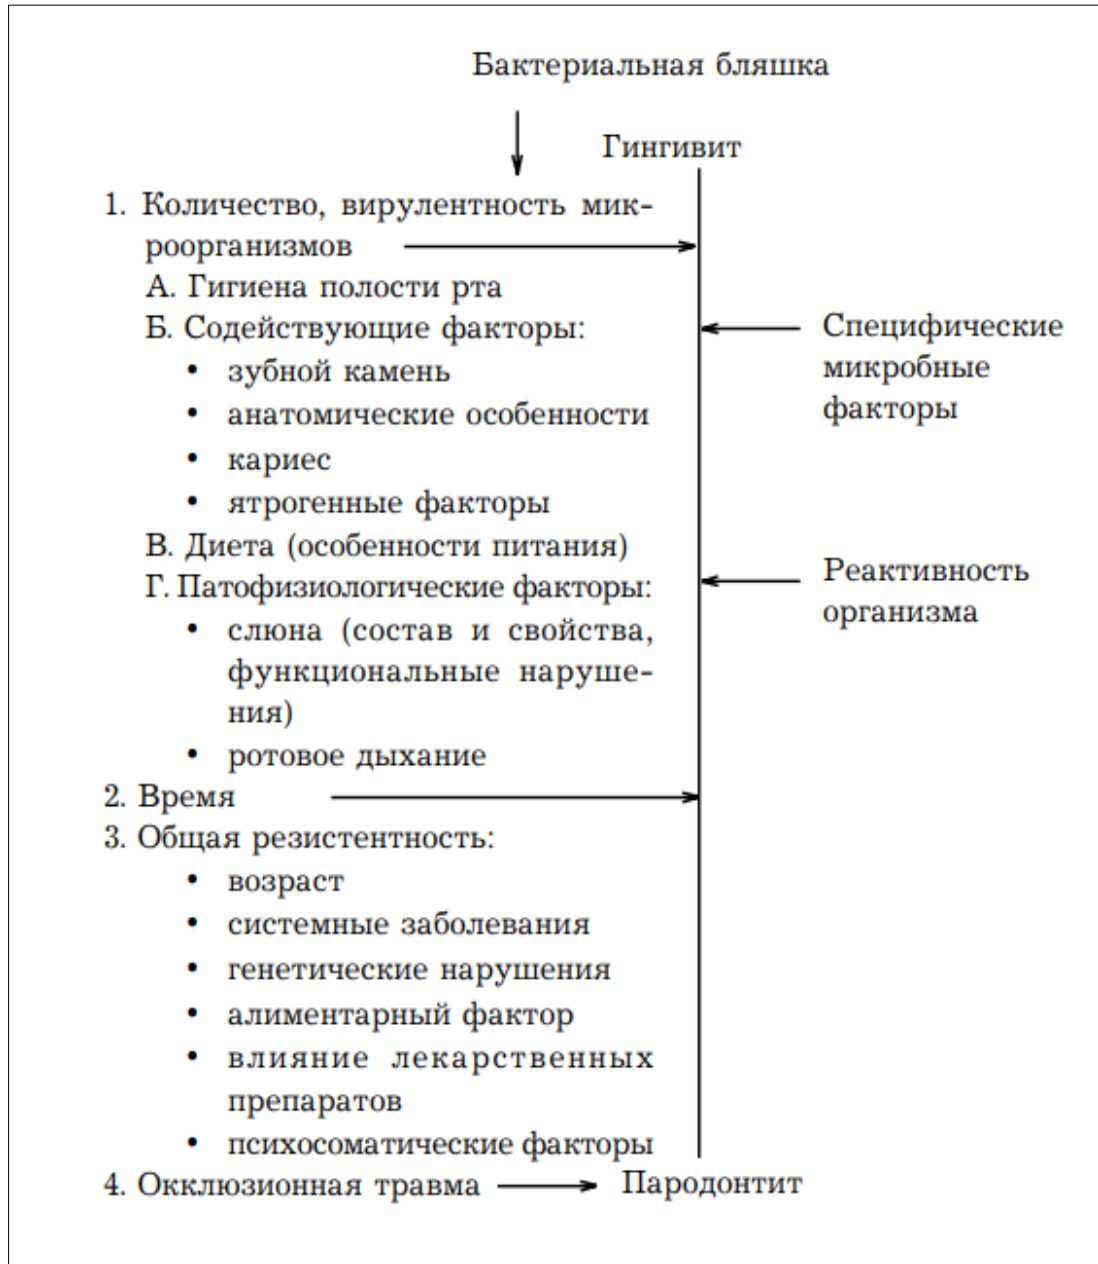 Бактериальная бляшка
Гингивит
1. Количество, вирулентность мик-
роорганизмов
А. Гигиена полости рта
Б. Содействующие факторы:
• зубной камень
• анатомические особенности
• кариес
• ятрогенные факторы
В. Диета (особенности питания)
Г. Патофизиологические факторы:
• слюна (состав и свойства,
функциональные наруше-
ния)
• ротовое дыхание
2. Время
3. Общая резистентность:
• возраст
• системные заболевания
• генетические нарушения
• алиментарный фактор
• влияние лекарственных
препаратов
• психосоматические факторы
4. Окклюзионная травма
Пародонтит
Специфические
микробные
факторы
Реактивность
организма